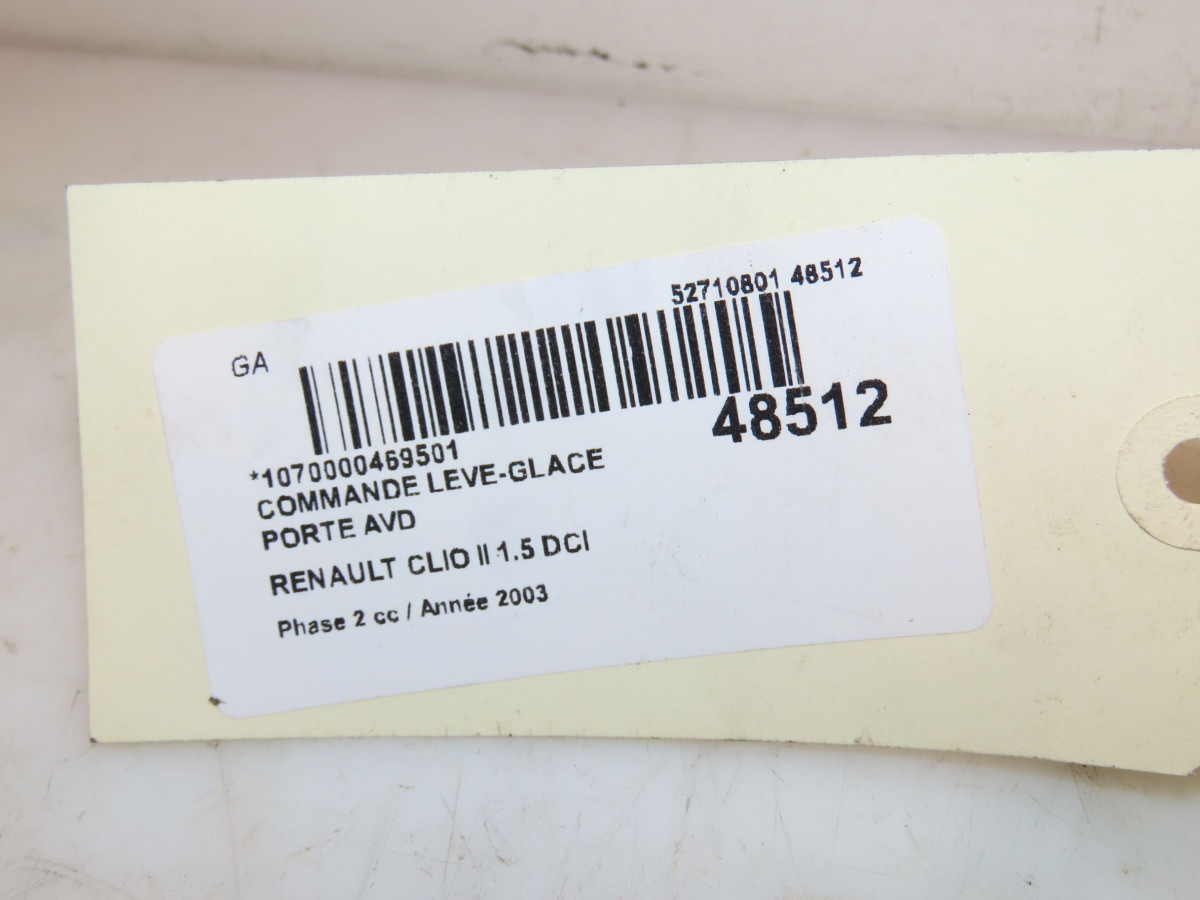 52710801 48512
GA
48512
*1070000469501
COMMANDE LEVE-GLACE
PORTE AVD
RENAULT CLIO II 1.5 DCI
Phase 2 cc / Année 2003